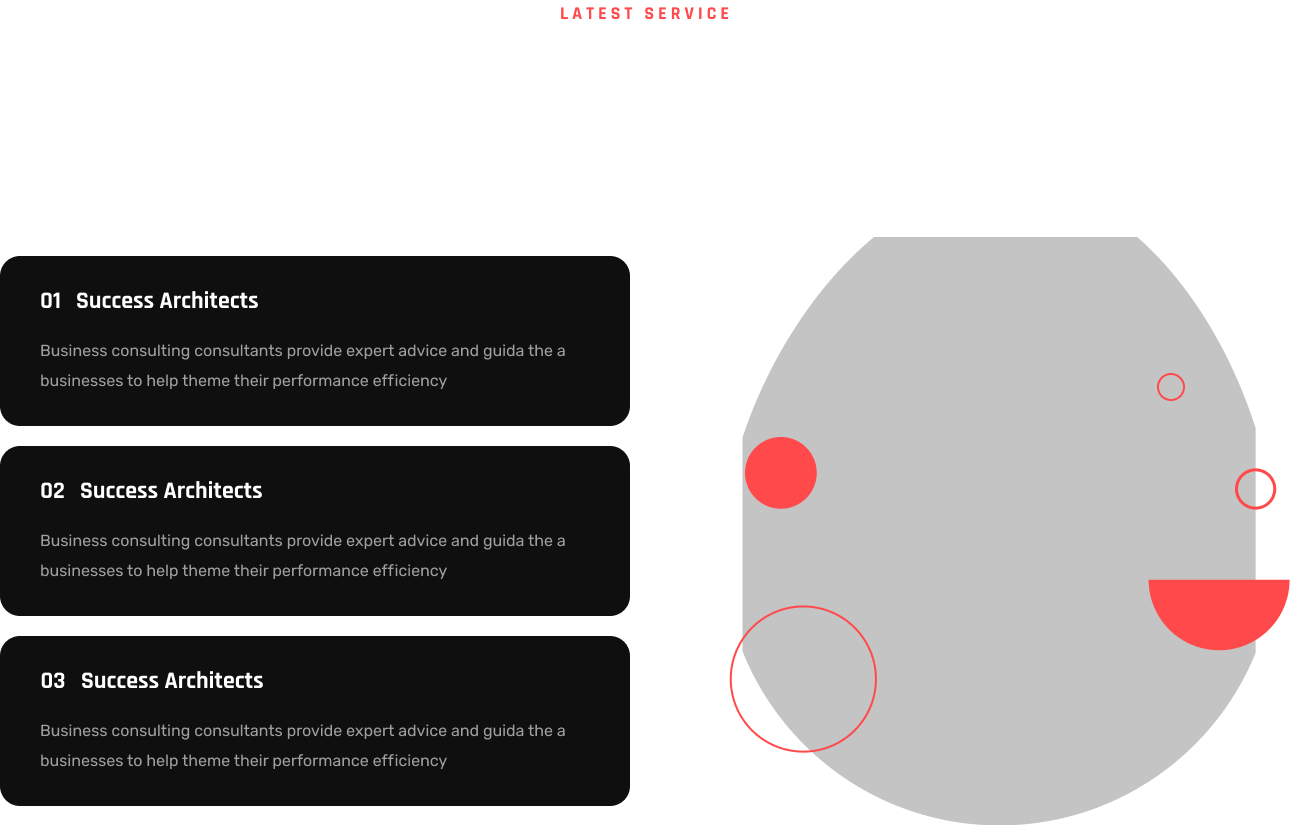 LATEST SERVICE
01 Success Architects
Business consulting consultants provide expert advice and guida the a
businesses to help theme their performance efficiency
02 Success Architects
Business consulting consultants provide expert advice and guida the a
businesses to help theme their performance efficiency
03 Success Architects
Business consulting consultants provide expert advice and guida the a
businesses to help theme their performance efficiency